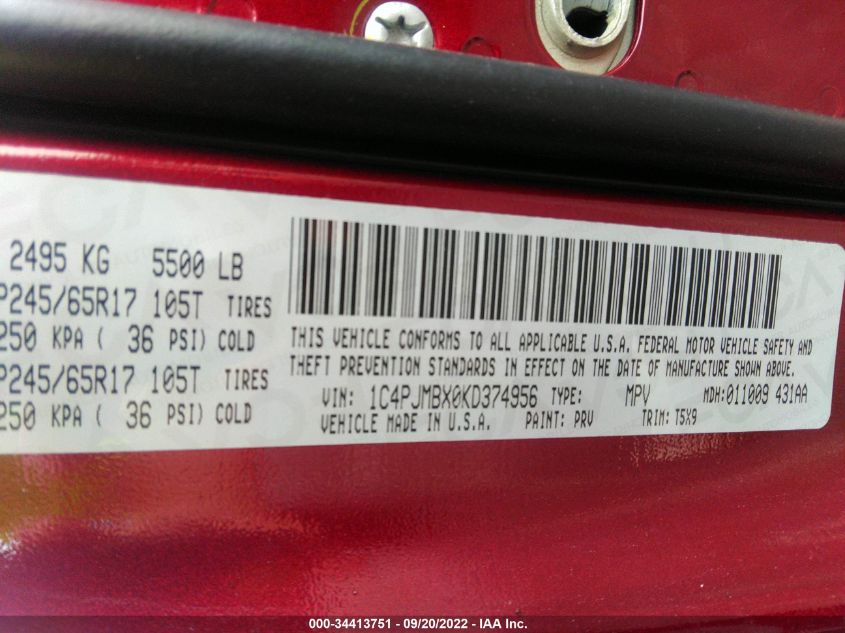 2495 KG 5500 LB
P245/65R17 105T TIRES
250 KPA ( 36 PSI) COLD
P245/65R17 105T TIRES
250 KPA ( 36 PSI) COLD
THIS VEHICLE CONFORMS TO ALL APPLICABLE U.S.A. FEDERAL MOTOR VEHICLE SAFETY AND
THEFT PREVENTION STANDARDS IN EFFECT ON THE DATE OF MANUFACTURE SHOWN ABOVE.
VIN: 1C4PJMBX0KD374956 TYPE: MPV MDH: 011009 431AA
VEHICLE MADE IN U.S.A. PAINT: PRV TRIM: T5X9
000-34413751 - 09/20/2022 - IAA Inc.